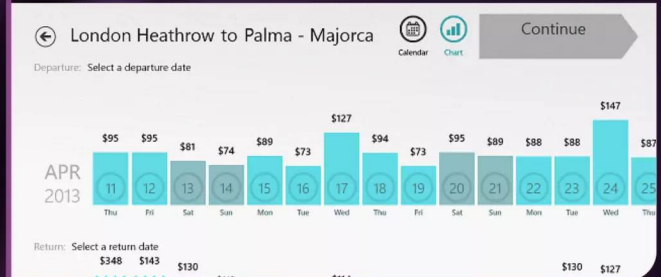 London Heathrow to Palma - Majorca
Calendar
Chart
Continue
Departure: Select a departure date
$95 $95 $81 $74 $89 $73 $127 $94 $73 $95 $89 $88 $88 $147 $87
APR
2013
11 12 13 14 15 16 17 18 19 20 21 22 23 24 25
Thu Fri Sat Sun Mon Tue Wed Thu Fri Sat Sun Mon Tue Wed Thu
Return: Select a return date
$348 $143 $130 $130 $127